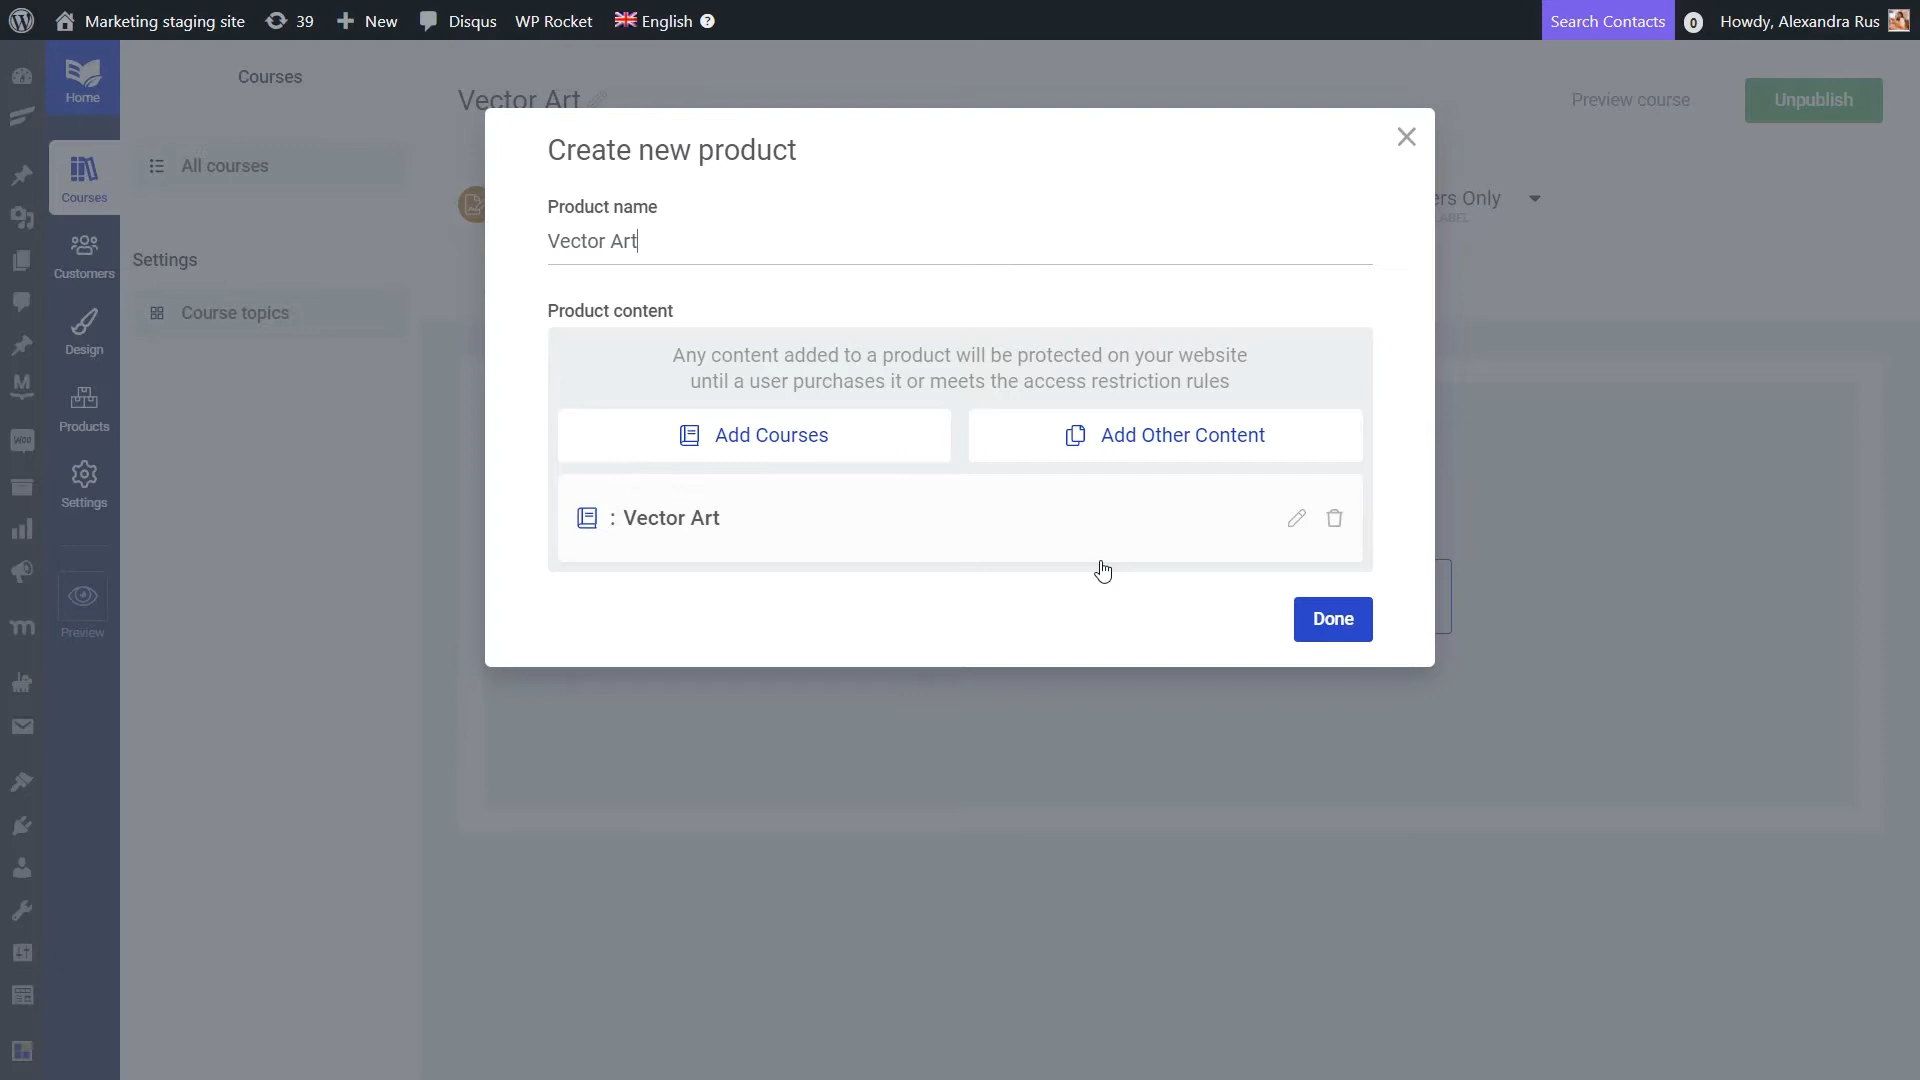 Marketing staging site
39
New
Disqus
WP Rocket
English
?
Search Contacts
0
Howdy, Alexandra Rus
Home
Courses
Customers
Design
Products
Settings
Preview
WOO
M
m
Courses
All courses
Settings
Course topics
Vector Art
Preview course
Unpublish
ers Only
ABEL
Create new product
Product name
Vector Art
Product content
Any content added to a product will be protected on your website
until a user purchases it or meets the access restriction rules
Add Courses
Add Other Content
: Vector Art
Done